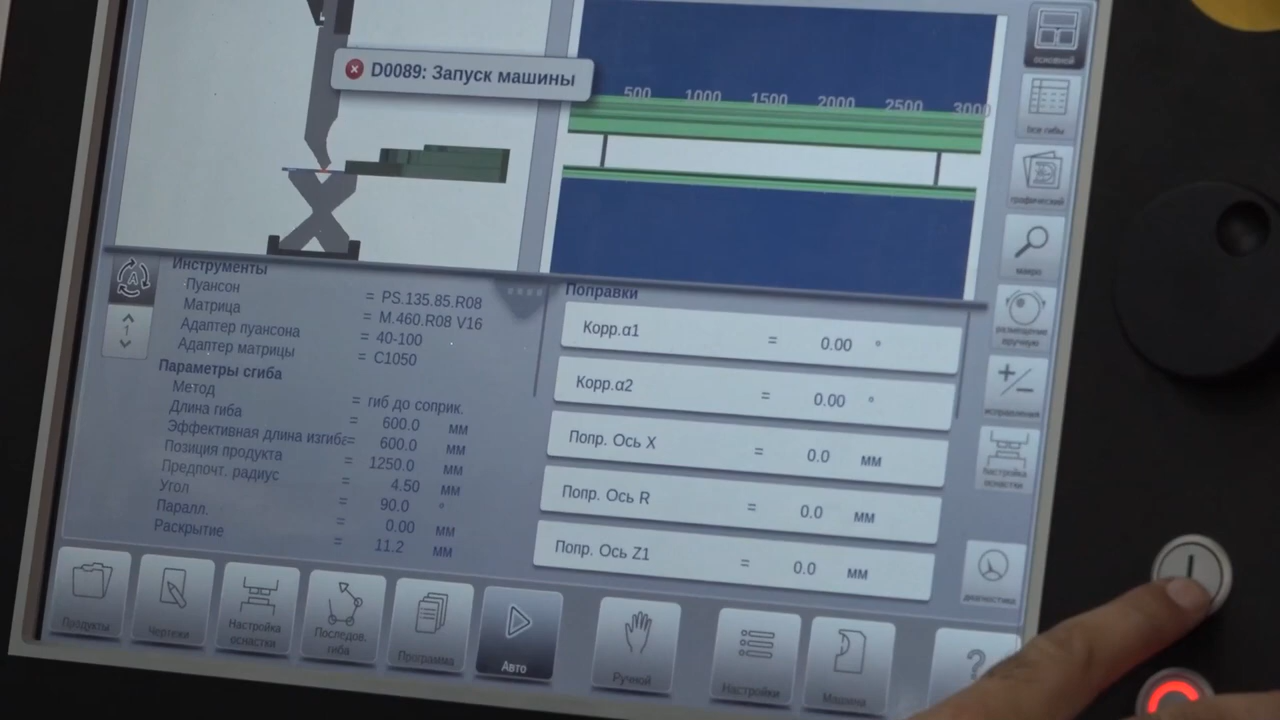 D0089: Запуск машины
500 1000 1500 2000 2500 3000
основной
все гибы
графический
макро
размещение вручную
исправления
Настройка оснастки
диагностика
Инструменты
Пуансон = PS.135.85.R08
Матрица = M.460.R08 V16
Адаптер пуансона = 40-100
Адаптер матрицы = C1050
Параметры сгиба
Метод = гиб до соприк.
Длина гиба = 600.0 мм
Эффективная длина изгиба = 600.0 мм
Позиция продукта = 1250.0 мм
Предпочт. радиус = 4.50 мм
Угол = 90.0 °
Паралл. = 0.00 мм
Раскрытие = 11.2 мм
A
1
Поправки
Корр.α1 = 0.00 °
Корр.α2 = 0.00 °
Попр. Ось X = 0.0 мм
Попр. Ось R = 0.0 мм
Попр. Ось Z1 = 0.0 мм
Продукты
Чертежи
Настройка оснастки
Последов. гиба
Программа
Авто
Ручной
Настройки
Машина
?